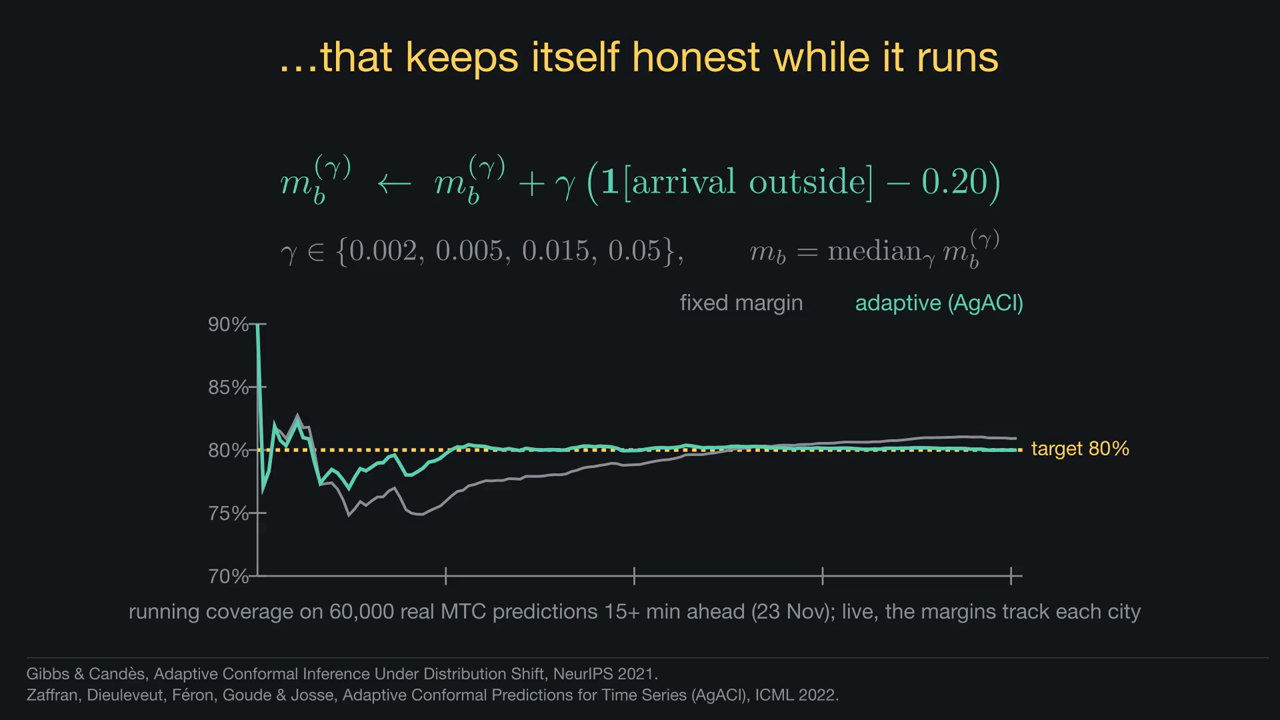 …that keeps itself honest while it runs
m_b^{(γ)} ← m_b^{(γ)} + γ (1[arrival outside] − 0.20)
γ ∈ {0.002, 0.005, 0.015, 0.05}, m_b = median_γ m_b^{(γ)}
fixed margin adaptive (AgACI)
90%
85%
80%
target 80%
75%
70%
running coverage on 60,000 real MTC predictions 15+ min ahead (23 Nov); live, the margins track each city
Gibbs & Candès, Adaptive Conformal Inference Under Distribution Shift, NeurIPS 2021.
Zaffran, Dieuleveut, Féron, Goude & Josse, Adaptive Conformal Predictions for Time Series (AgACI), ICML 2022.